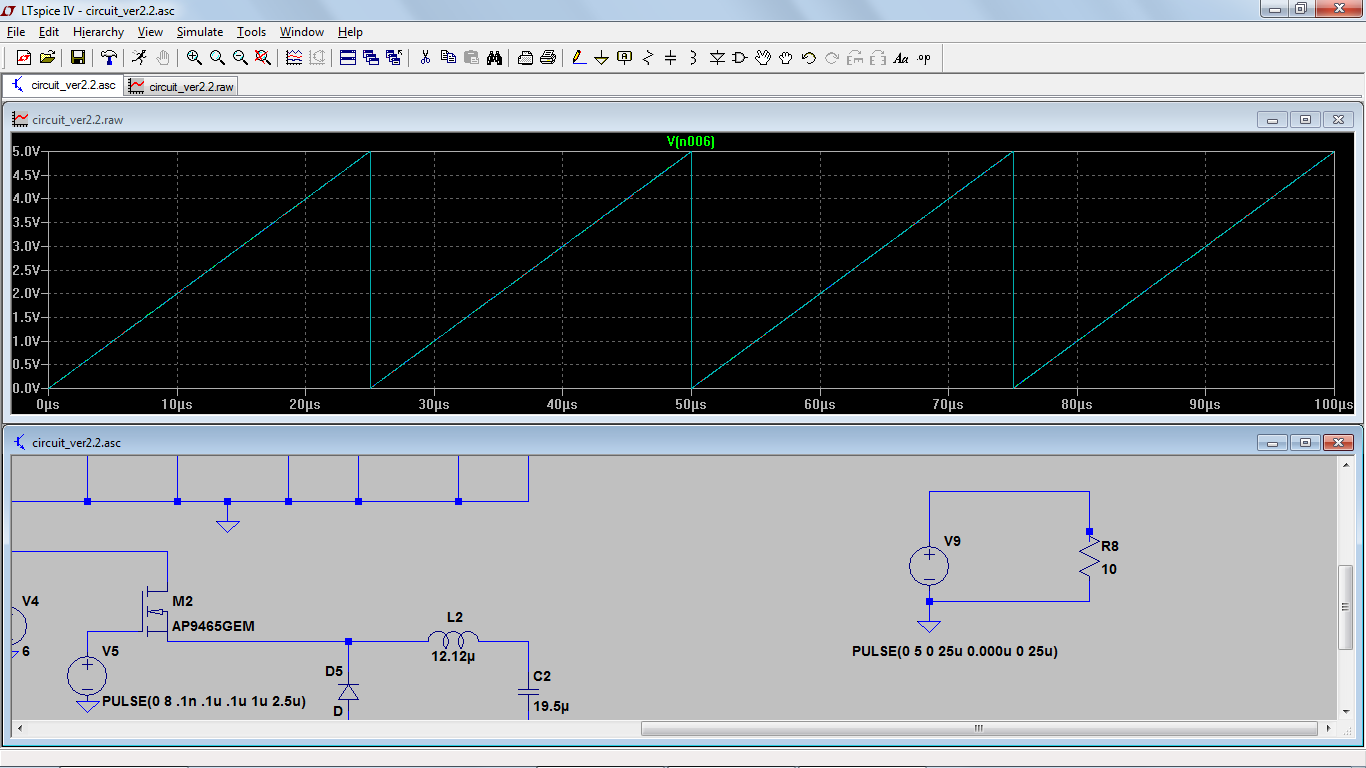 LTspice IV - circuit_ver2.2.asc
File Edit Hierarchy View Simulate Tools Window Help
A Aa .op
circuit_ver2.2.asc circuit_ver2.2.raw
circuit_ver2.2.raw
V(n006)
5.0V
4.5V
4.0V
3.5V
3.0V
2.5V
2.0V
1.5V
1.0V
0.5V
0.0V
0µs 10µs 20µs 30µs 40µs 50µs 60µs 70µs 80µs 90µs 100µs
circuit_ver2.2.asc
V9
R8
10
PULSE(0 5 0 25u 0.000u 0 25u)
V4
6
M2
AP9465GEM
V5
PULSE(0 8 .1n .1u .1u 1u 2.5u)
L2
12.12µ
D5
D
C2
19.5µ